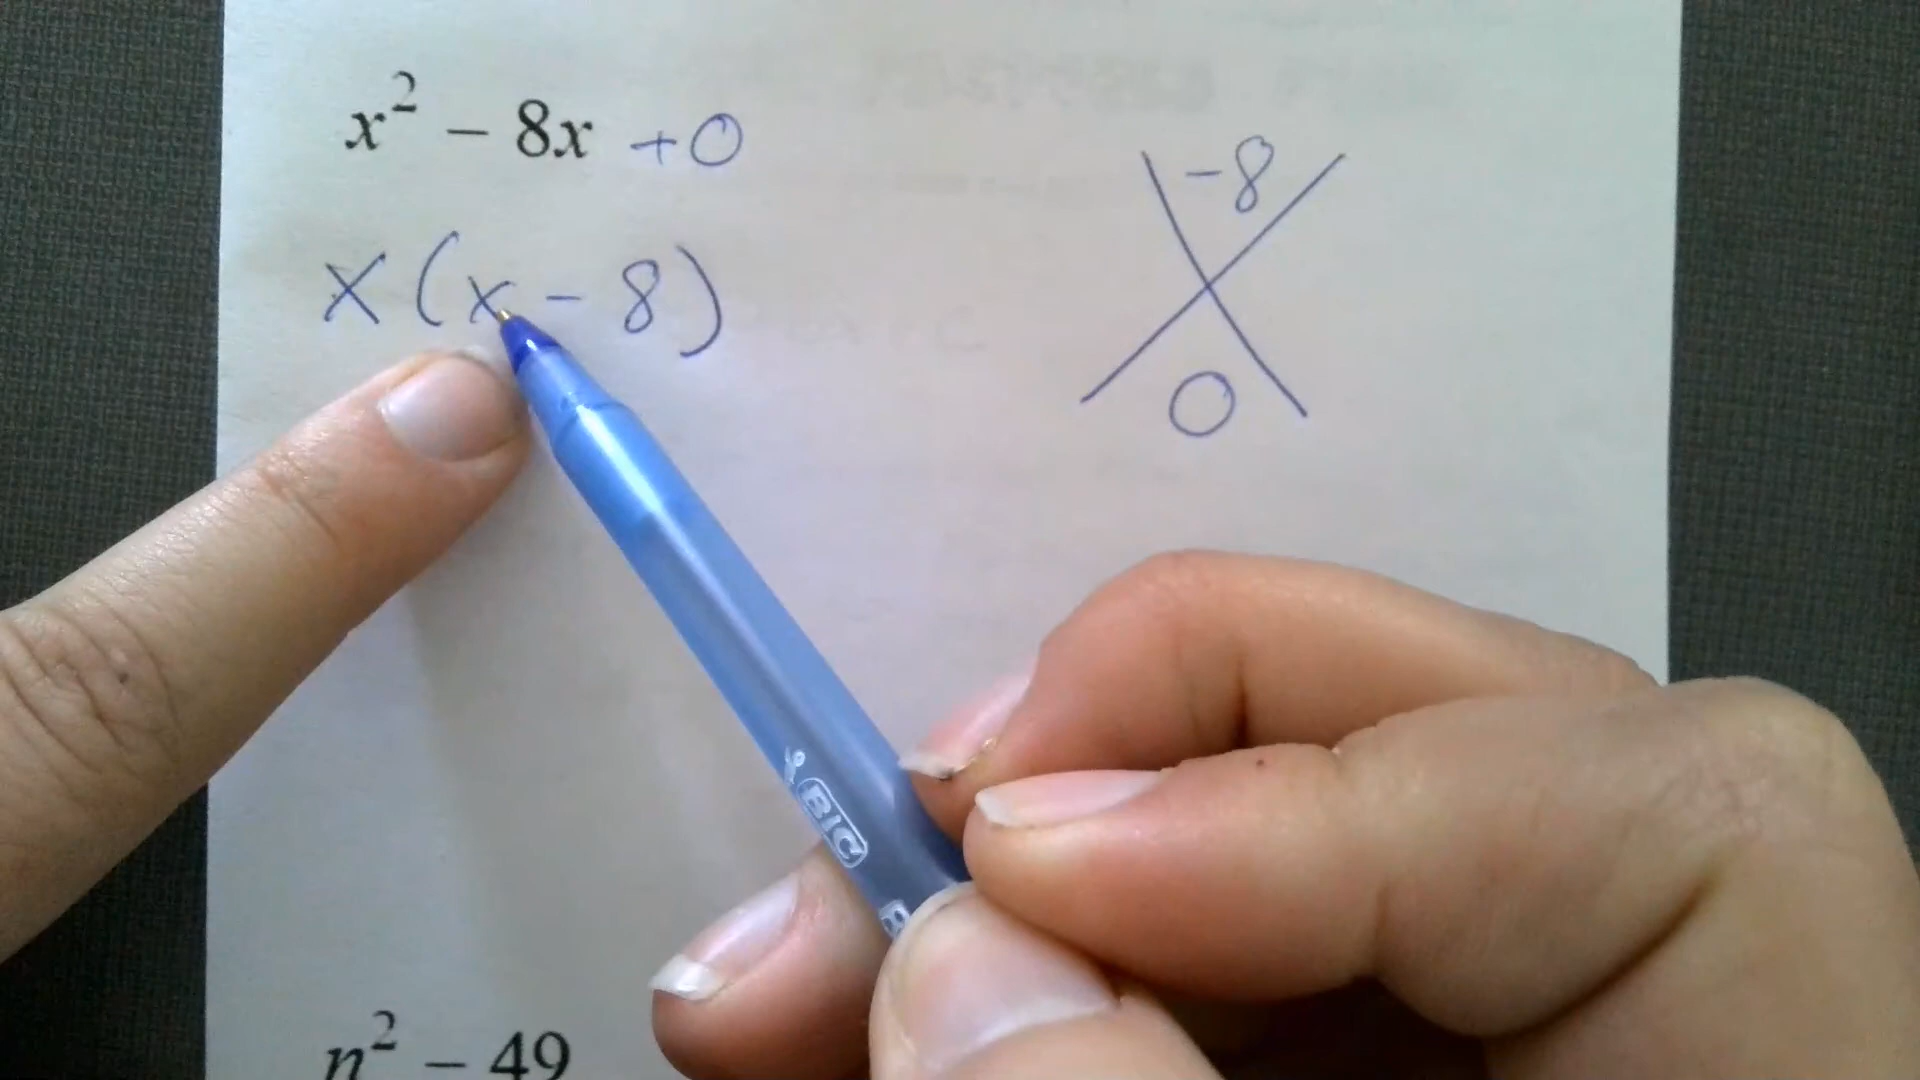 x² – 8x +0
x (x – 8)
-8
0
BIC
n² – 49